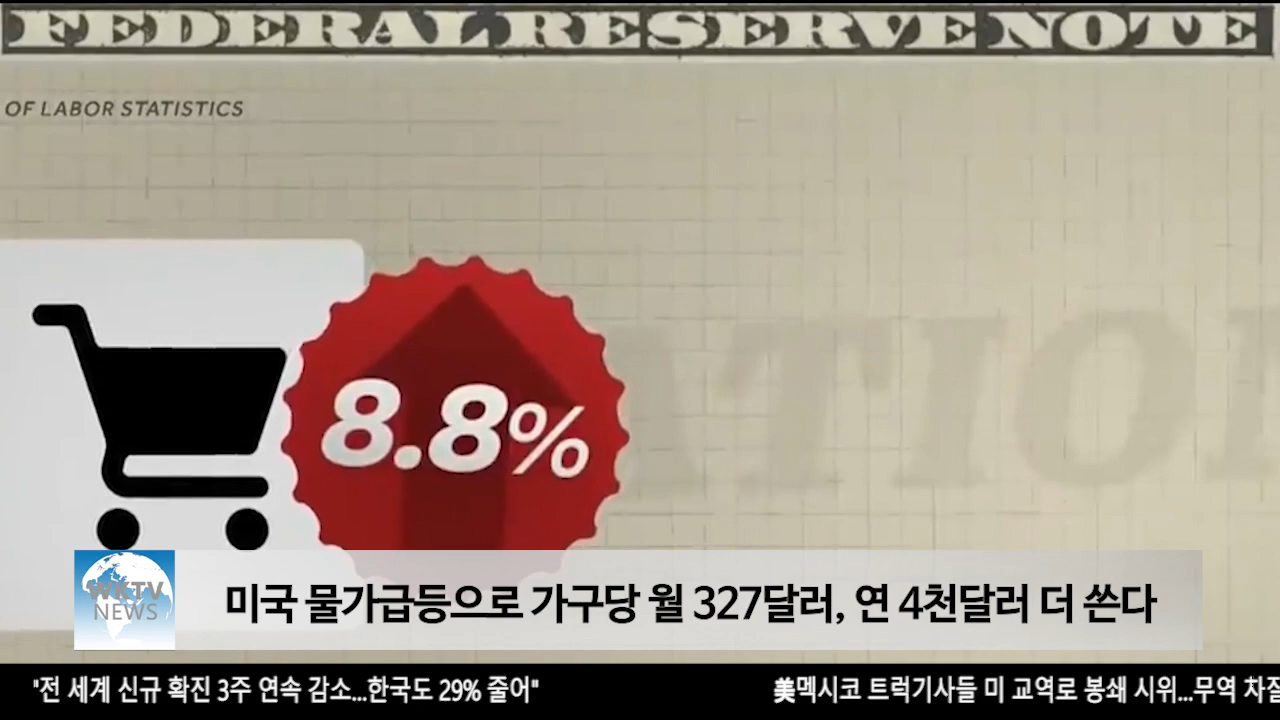 FEDERAL RESERVE NOTE
OF LABOR STATISTICS
ATION
8.8%
WKTV
NEWS
미국 물가급등으로 가구당 월 327달러, 연 4천달러 더 쓴다
"전 세계 신규 확진 3주 연속 감소...한국도 29% 줄어"
美멕시코 트럭기사들 미 교역로 봉쇄 시위...무역 차질